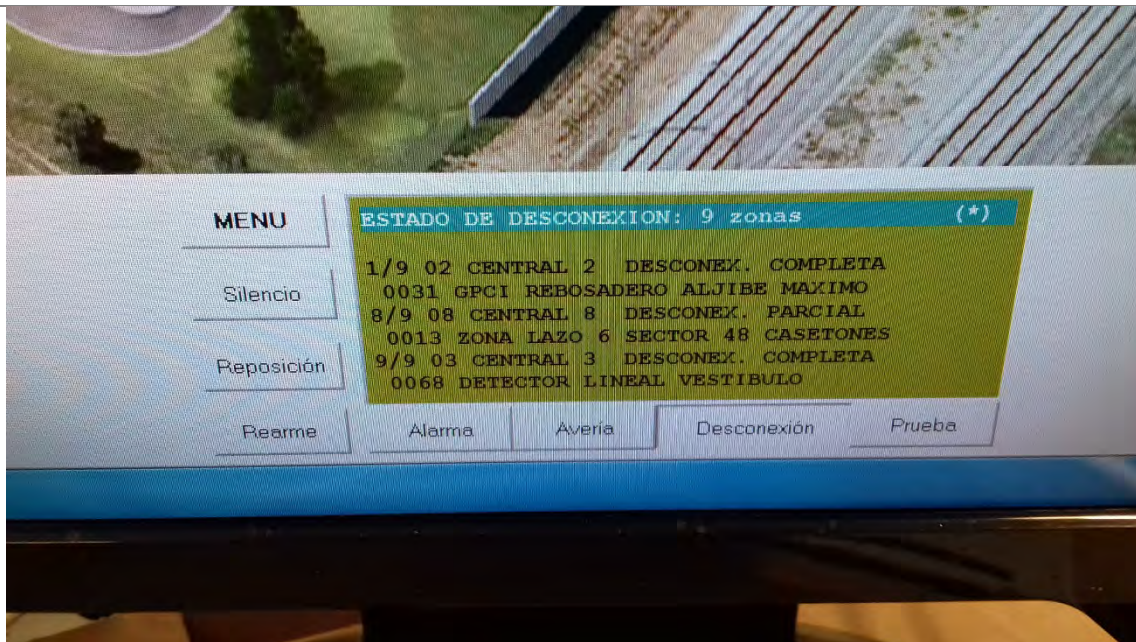 MENU
Silencio
Reposición
Rearme
ESTADO DE DESCONEXION: 9 zonas (*)
1/9 02 CENTRAL 2 DESCONEX. COMPLETA
0031 GPCI REBOSADERO ALJIBE MAXIMO
8/9 08 CENTRAL 8 DESCONEX. PARCIAL
0013 ZONA LAZO 6 SECTOR 48 CASETONES
9/9 03 CENTRAL 3 DESCONEX. COMPLETA
0068 DETECTOR LINEAL VESTIBULO
Alarma Avería Desconexión Prueba